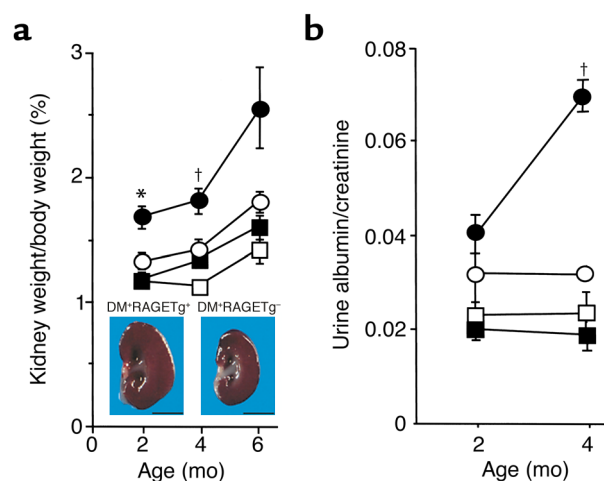 a
Kidney weight/body weight (%)
3
2
1
0
*
†
DM⁺RAGETg⁺ DM⁺RAGETg⁻
0 2 4 6
Age (mo)
b
Urine albumin/creatinine
0.08
0.06
0.04
0.02
0
†
2 4
Age (mo)